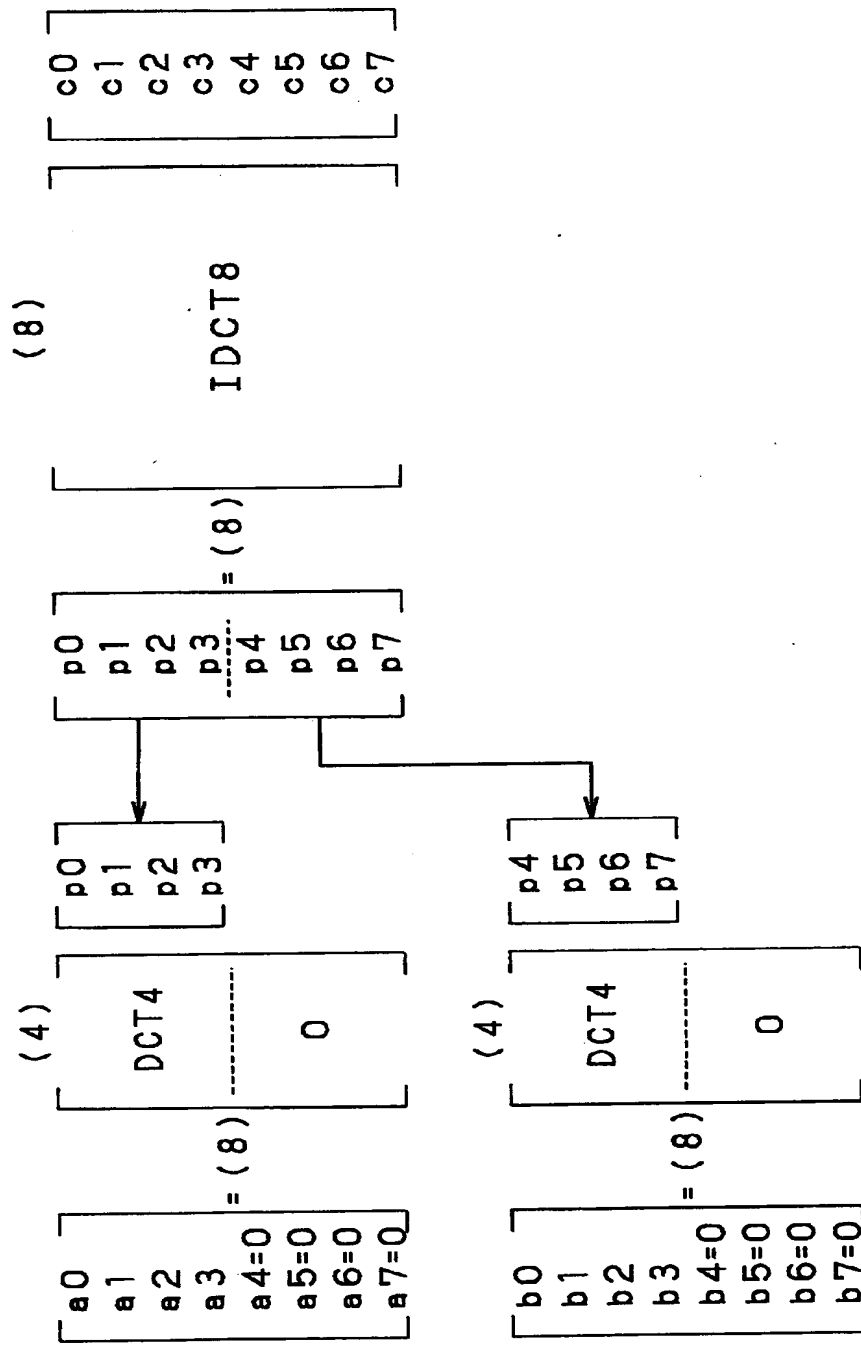 (4)
a0
a1
a2
a3
a4=0
a5=0
a6=0
a7=0
= (8)
DCT4
0
p0
p1
p2
p3
p0
p1
p2
p3
p4
p5
p6
p7
= (8)
(8)
IDCT8
c0
c1
c2
c3
c4
c5
c6
c7
(4)
b0
b1
b2
b3
b4=0
b5=0
b6=0
b7=0
= (8)
DCT4
0
p4
p5
p6
p7